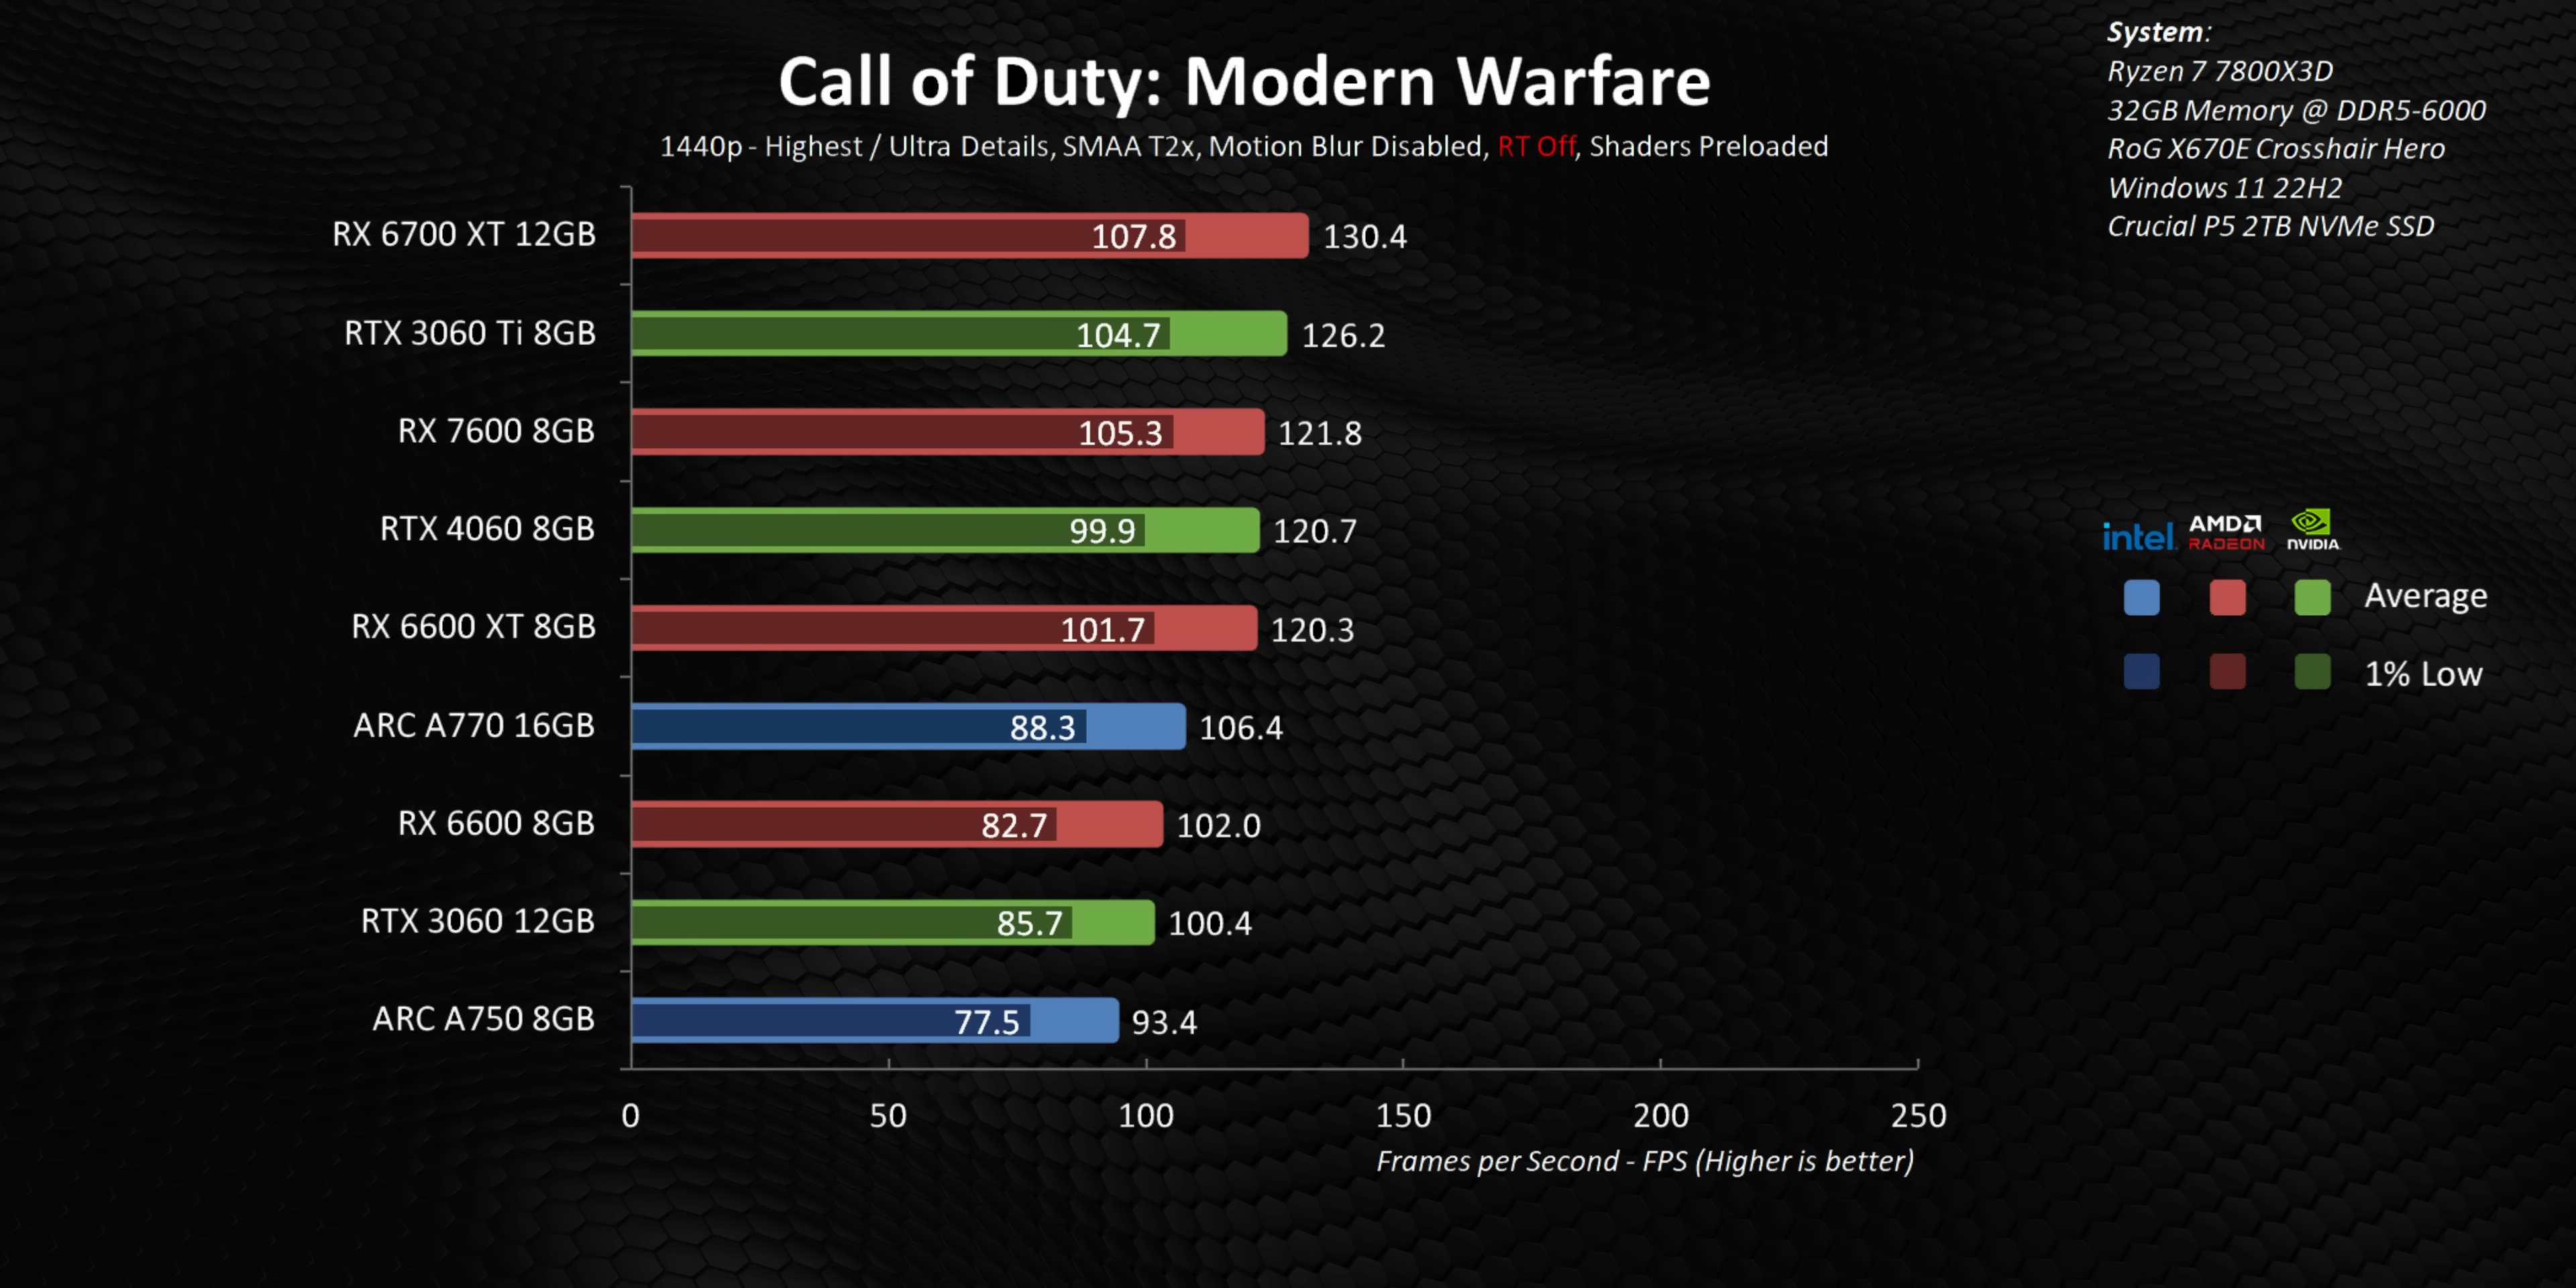 System:
Ryzen 7 7800X3D
32GB Memory @ DDR5-6000
RoG X670E Crosshair Hero
Windows 11 22H2
Crucial P5 2TB NVMe SSD
Call of Duty: Modern Warfare
1440p - Highest / Ultra Details, SMAA T2x, Motion Blur Disabled, RT Off, Shaders Preloaded
RX 6700 XT 12GB 107.8 130.4
RTX 3060 Ti 8GB 104.7 126.2
RX 7600 8GB 105.3 121.8
RTX 4060 8GB 99.9 120.7
RX 6600 XT 8GB 101.7 120.3
ARC A770 16GB 88.3 106.4
RX 6600 8GB 82.7 102.0
RTX 3060 12GB 85.7 100.4
ARC A750 8GB 77.5 93.4
0 50 100 150 200 250
Frames per Second - FPS (Higher is better)
intel AMD RADEON NVIDIA
Average
1% Low